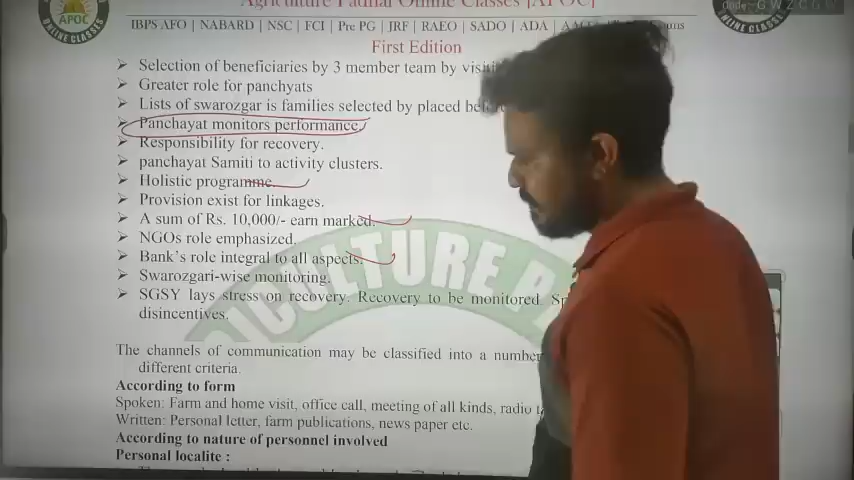 Agriculture Pathal Online Classes [APOC]
IBPS AFO | NABARD | NSC | FCI | Pre PG | JRF | RAEO | SADO | ADA |
First Edition
➤ Selection of beneficiaries by 3 member team by
➤ Greater role for panchyats
➤ Lists of swarozgar is families selected by placed
➤ Panchayat monitors performance.
➤ Responsibility for recovery.
➤ panchayat Samiti to activity clusters.
➤ Holistic programme.
➤ Provision exist for linkages.
➤ A sum of Rs. 10,000/- earn marked.
➤ NGOs role emphasized.
➤ Bank's role integral to all aspects.
➤ Swarozgari-wise monitoring.
➤ SGSY lays stress on recovery. Recovery to be monitored
disincentives.
The channels of communication may be classified into a number
different criteria.
According to form
Spoken: Farm and home visit, office call, meeting of all kinds, radio
Written: Personal letter, farm publications, news paper etc.
According to nature of personnel involved
Personal localite :
APOC
ONLINE CLASSES
ONLINE CLASSES